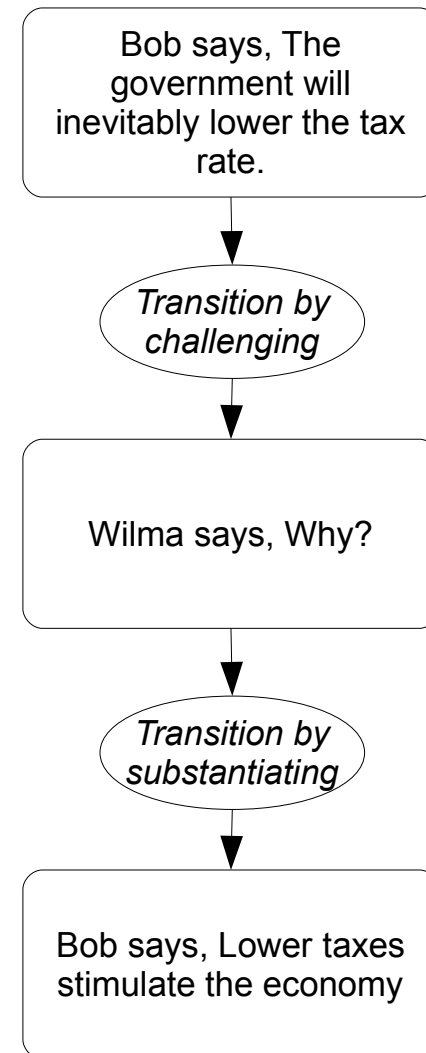 Bob says, The
government will
inevitably lower the tax
rate.
Transition by
challenging
Wilma says, Why?
Transition by
substantiating
Bob says, Lower taxes
stimulate the economy